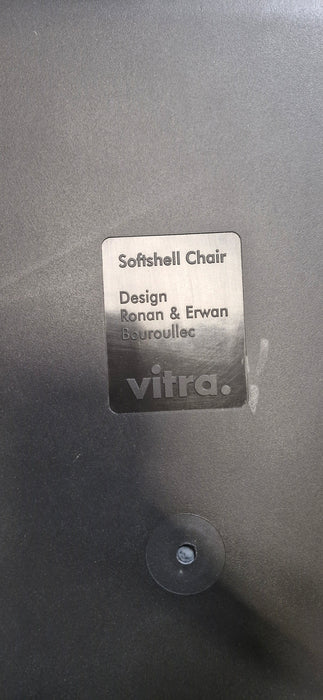 Softshell Chair
Design
Ronan & Erwan
Bouroullec
vitra.